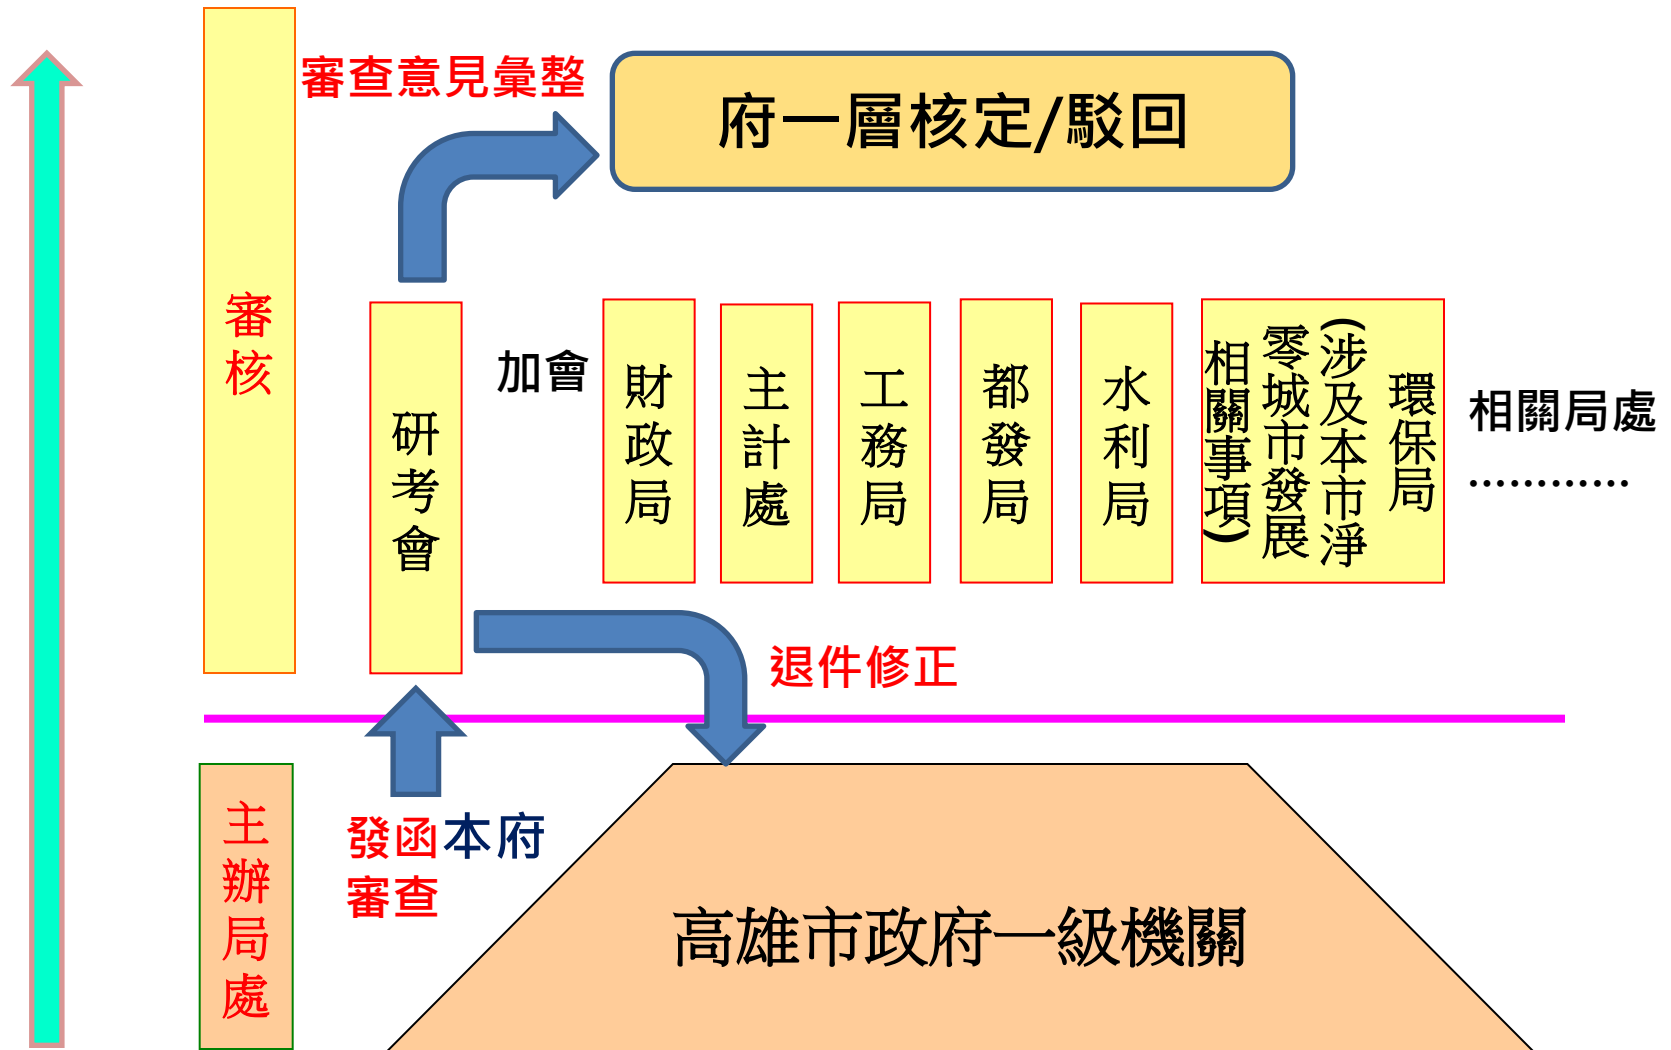 審查意見彙整
府一層核定/駁回
審核
研考會
加會
財政局
主計處
工務局
都發局
水利局
環保局
(涉及本市淨
零城市發展
相關事項)
相關局處
…………
退件修正
主辦局處
發函本府
審查
高雄市政府一級機關